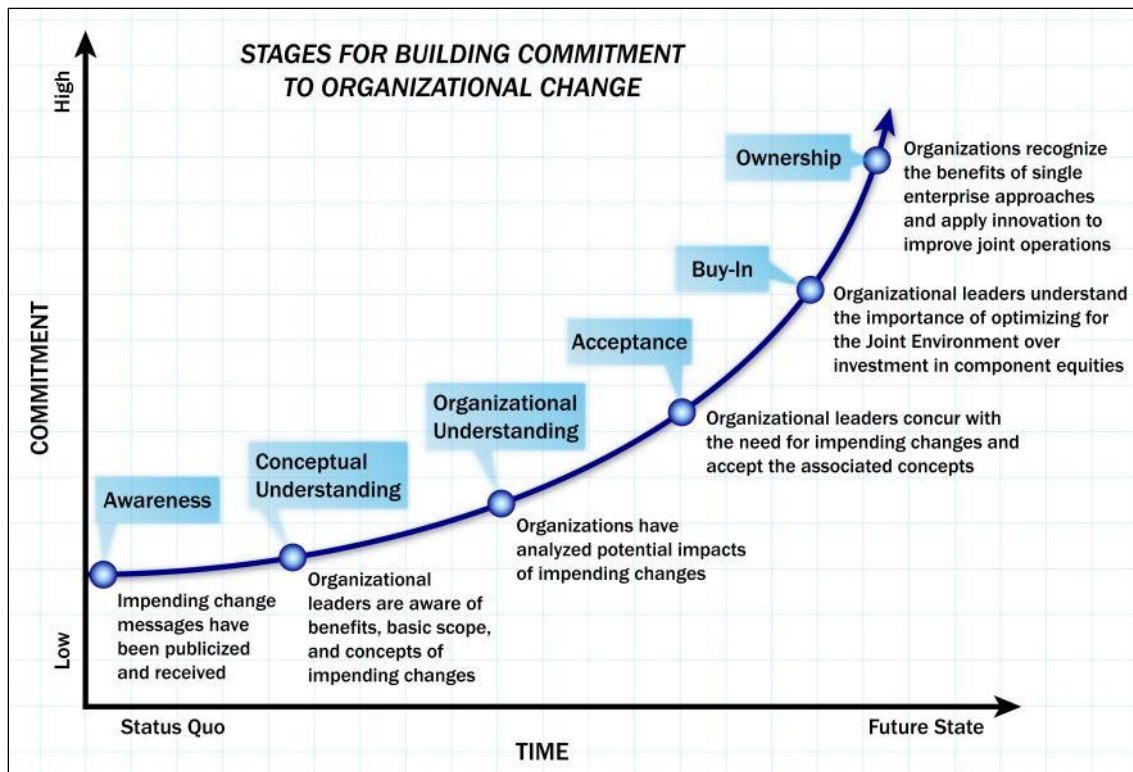 STAGES FOR BUILDING COMMITMENT
TO ORGANIZATIONAL CHANGE
High
COMMITMENT
Low
Awareness
Impending change
messages have
been publicized
and received
Conceptual
Understanding
Organizational
leaders are aware of
benefits, basic scope,
and concepts of
impending changes
Organizational
Understanding
Organizations have
analyzed potential impacts
of impending changes
Acceptance
Organizational leaders concur with
the need for impending changes and
accept the associated concepts
Buy-In
Organizational leaders understand
the importance of optimizing for
the Joint Environment over
investment in component equities
Ownership
Organizations recognize
the benefits of single
enterprise approaches
and apply innovation to
improve joint operations
Status Quo
TIME
Future State